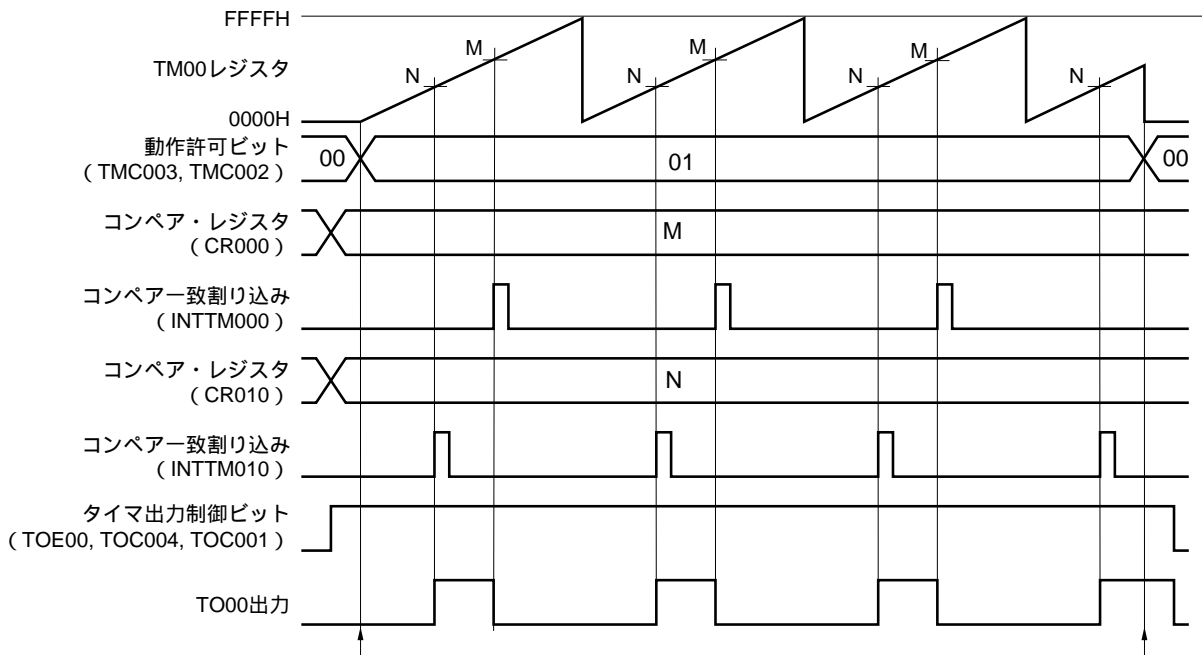 FFFFH
TM00レジスタ
0000H
N M N M N M N
動作許可ビット
（TMC003, TMC002）
00 01 00
コンペア・レジスタ
（CR000）
M
コンペア一致割り込み
（INTTM000）
コンペア・レジスタ
（CR010）
N
コンペア一致割り込み
（INTTM010）
タイマ出力制御ビット
（TOE00, TOC004, TOC001）
TO00出力